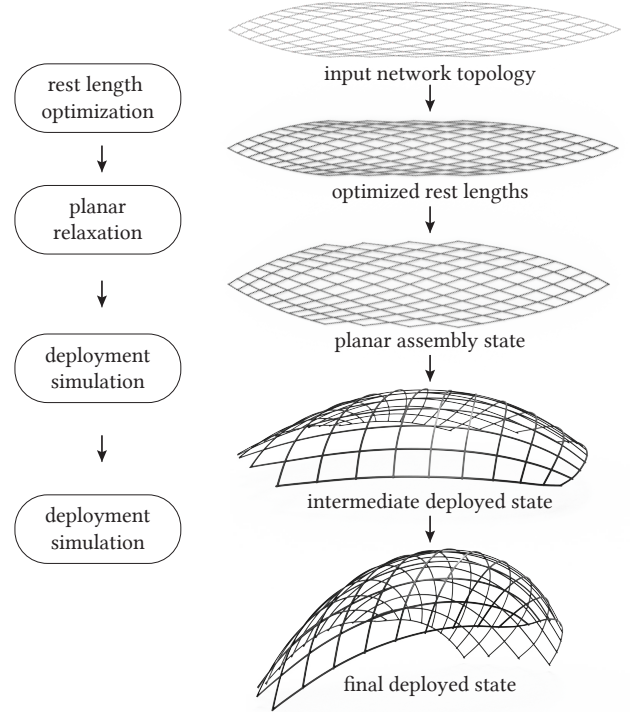 input network topology
rest length
optimization
optimized rest lengths
planar
relaxation
planar assembly state
deployment
simulation
intermediate deployed state
deployment
simulation
final deployed state